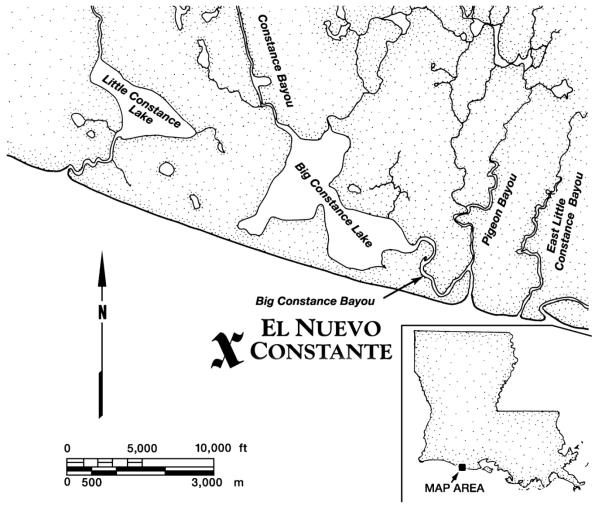 Constance Bayou
Little Constance
Lake
Big Constance Lake
Pigeon Bayou
East Little
Constance Bayou
Big Constance Bayou
N
X
EL NUEVO
CONSTANTE
0 5,000 10,000 ft
0 500 3,000 m
MAP AREA